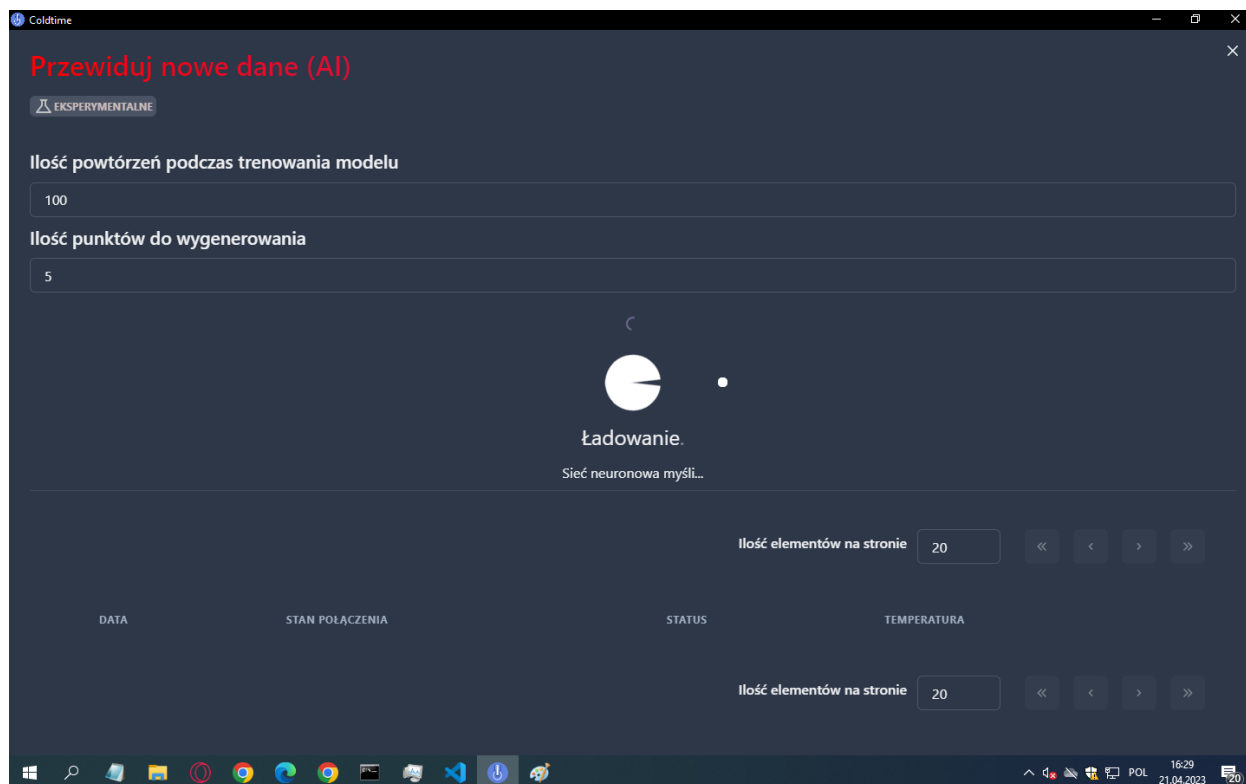 Coldtime
Przewiduj nowe dane (AI)
EKSPERYMENTALNE
Ilość powtórzeń podczas trenowania modelu
100
Ilość punktów do wygenerowania
5
Ładowanie.
Sieć neuronowa myśli...
Ilość elementów na stronie 20
DATA STAN POŁĄCZENIA STATUS TEMPERATURA
Ilość elementów na stronie 20
POL 16:29
21.04.2023 20